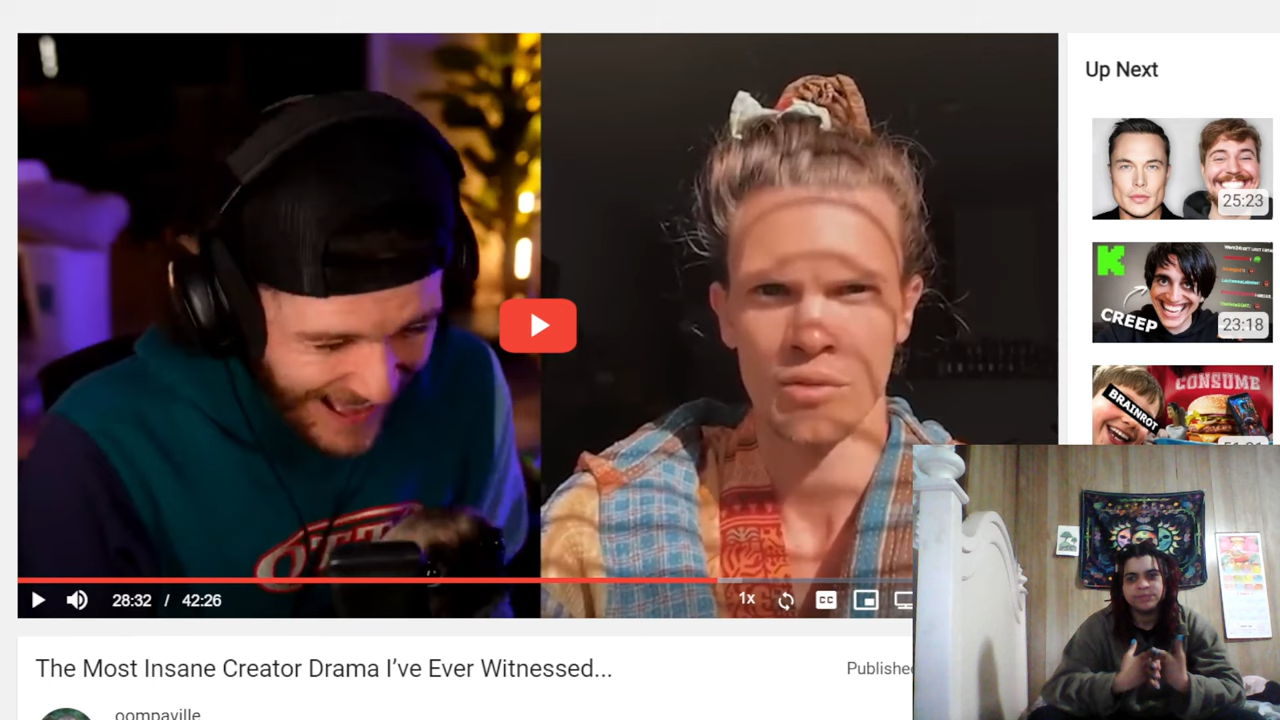 Up Next
25:23
K
CREEP
23:18
BRAINROT
CONSUME
28:32 / 42:26
1x
CC
The Most Insane Creator Drama I’ve Ever Witnessed...
oompaville